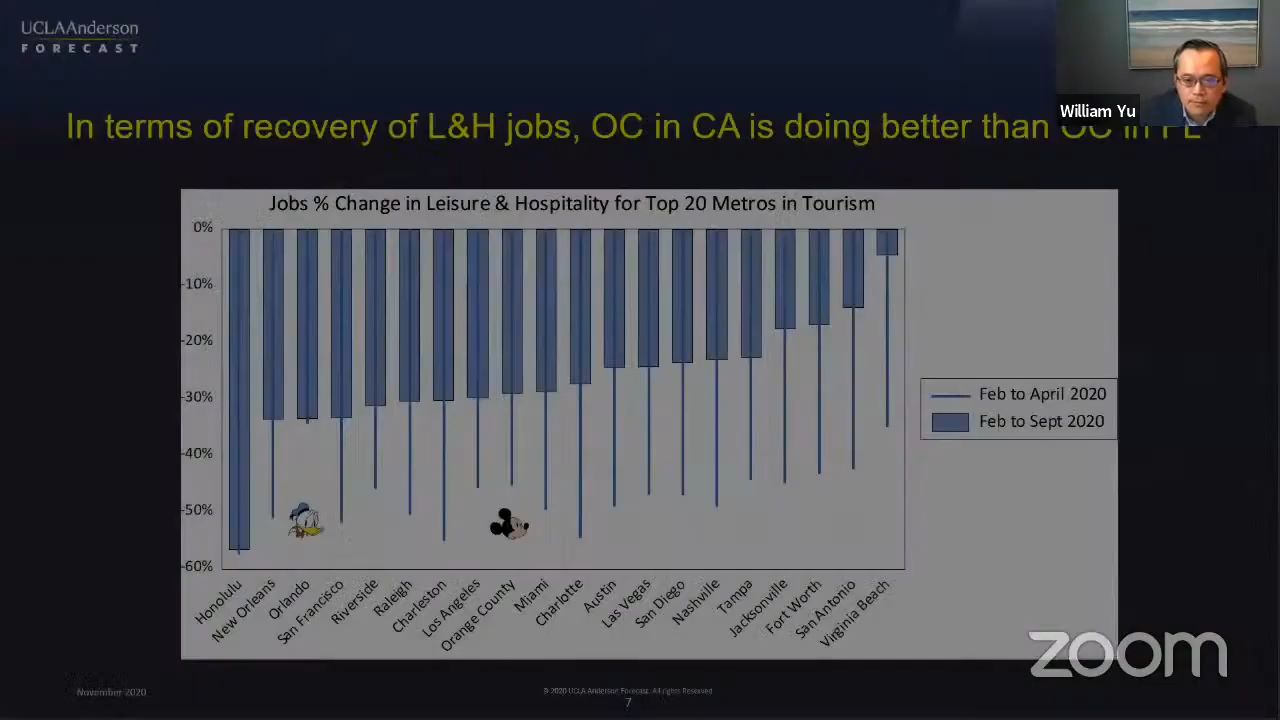 UCLAAnderson
FORECAST
William Yu
In terms of recovery of L&H jobs, OC in CA is doing better than OC in FL
Jobs % Change in Leisure & Hospitality for Top 20 Metros in Tourism
0%
-10%
-20%
-30%
-40%
-50%
-60%
Feb to April 2020
Feb to Sept 2020
Honolulu
New Orleans
Orlando
San Francisco
Riverside
Raleigh
Charleston
Los Angeles
Orange County
Miami
Charlotte
Austin
Las Vegas
San Diego
Nashville
Tampa
Jacksonville
Fort Worth
San Antonio
Virginia Beach
zoom
November 2020
© 2020 UCLA Anderson Forecast. All rights Reserved
7